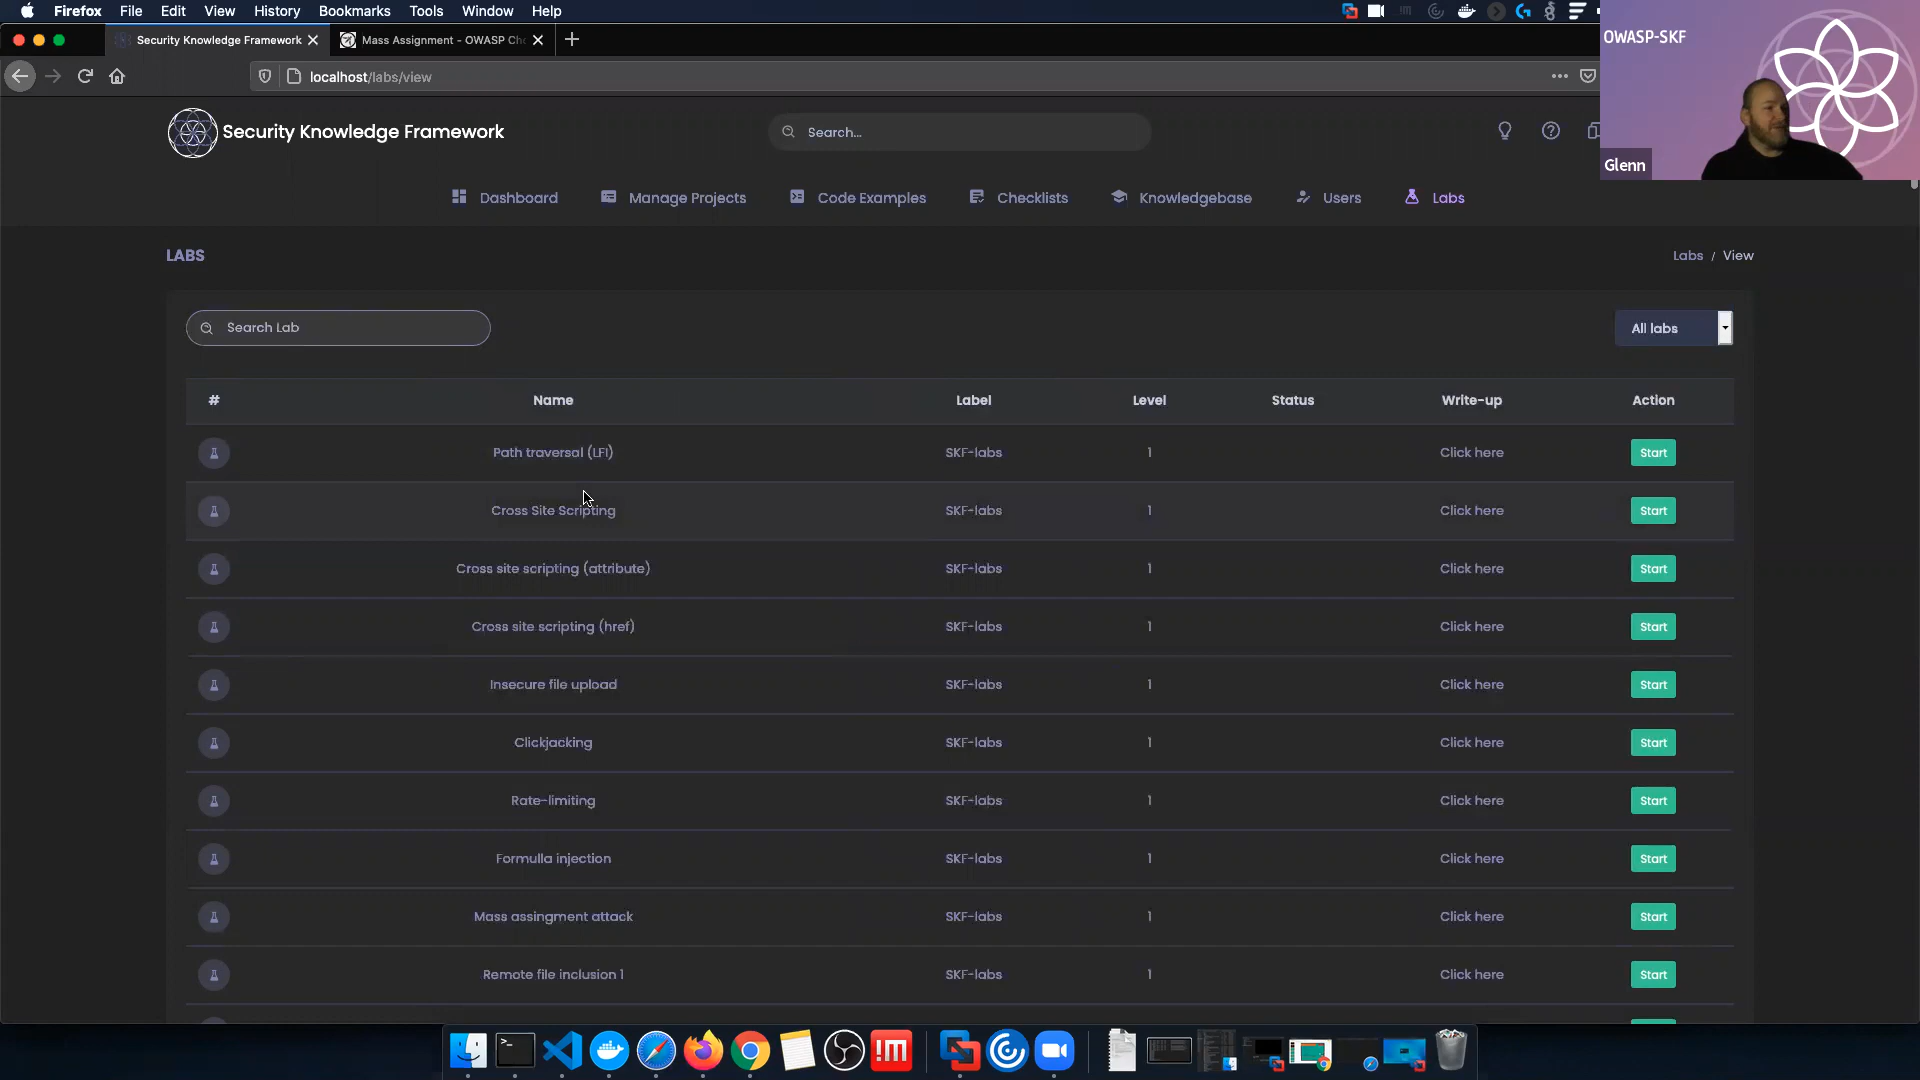 Firefox File Edit View History Bookmarks Tools Window Help
Security Knowledge Framework
Mass Assignment - OWASP Che
localhost/labs/view
OWASP-SKF
Glenn
Security Knowledge Framework
Search...
Dashboard
Manage Projects
Code Examples
Checklists
Knowledgebase
Users
Labs
LABS
Labs / View
Search Lab
All labs
# Name Label Level Status Write-up Action
Path traversal (LFI) SKF-labs 1 Click here Start
Cross Site Scripting SKF-labs 1 Click here Start
Cross site scripting (attribute) SKF-labs 1 Click here Start
Cross site scripting (href) SKF-labs 1 Click here Start
Insecure file upload SKF-labs 1 Click here Start
Clickjacking SKF-labs 1 Click here Start
Rate-limiting SKF-labs 1 Click here Start
Formulla injection SKF-labs 1 Click here Start
Mass assingment attack SKF-labs 1 Click here Start
Remote file inclusion 1 SKF-labs 1 Click here Start